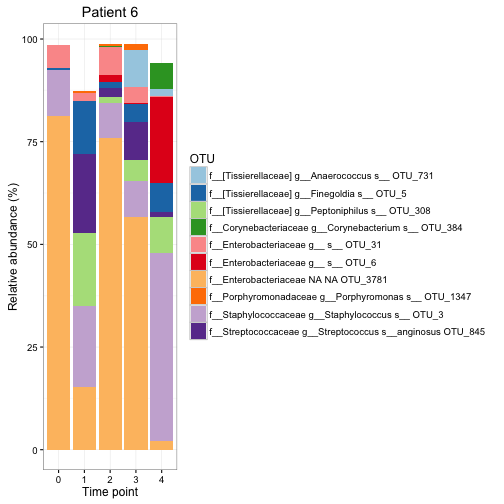 Patient 6
100
75
50
25
0
Relative abundance (%)
0 1 2 3 4
Time point
OTU
f__[Tissierellaceae] g__Anaerococcus s__ OTU_731
f__[Tissierellaceae] g__Finegoldia s__ OTU_5
f__[Tissierellaceae] g__Peptoniphilus s__ OTU_308
f__Corynebacteriaceae g__Corynebacterium s__ OTU_384
f__Enterobacteriaceae g__ s__ OTU_31
f__Enterobacteriaceae g__ s__ OTU_6
f__Enterobacteriaceae NA NA OTU_3781
f__Porphyromonadaceae g__Porphyromonas s__ OTU_1347
f__Staphylococcaceae g__Staphylococcus s__ OTU_3
f__Streptococcaceae g__Streptococcus s__anginosus OTU_845